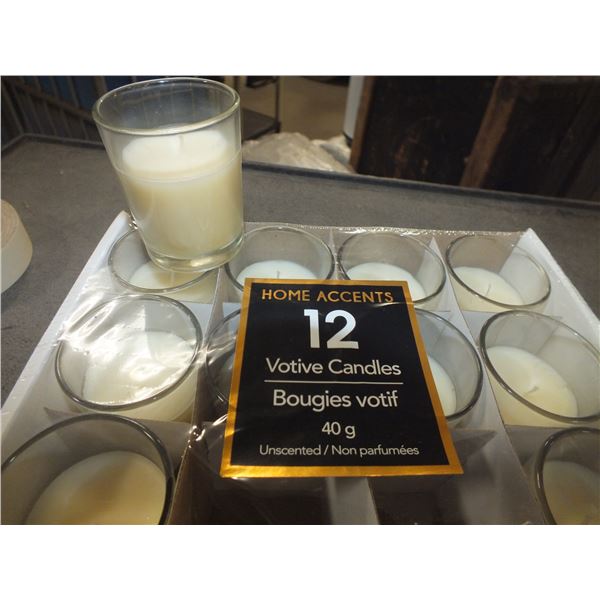 HOME ACCENTS
12
Votive Candles
Bougies votif
40 g
Unscented / Non parfumées